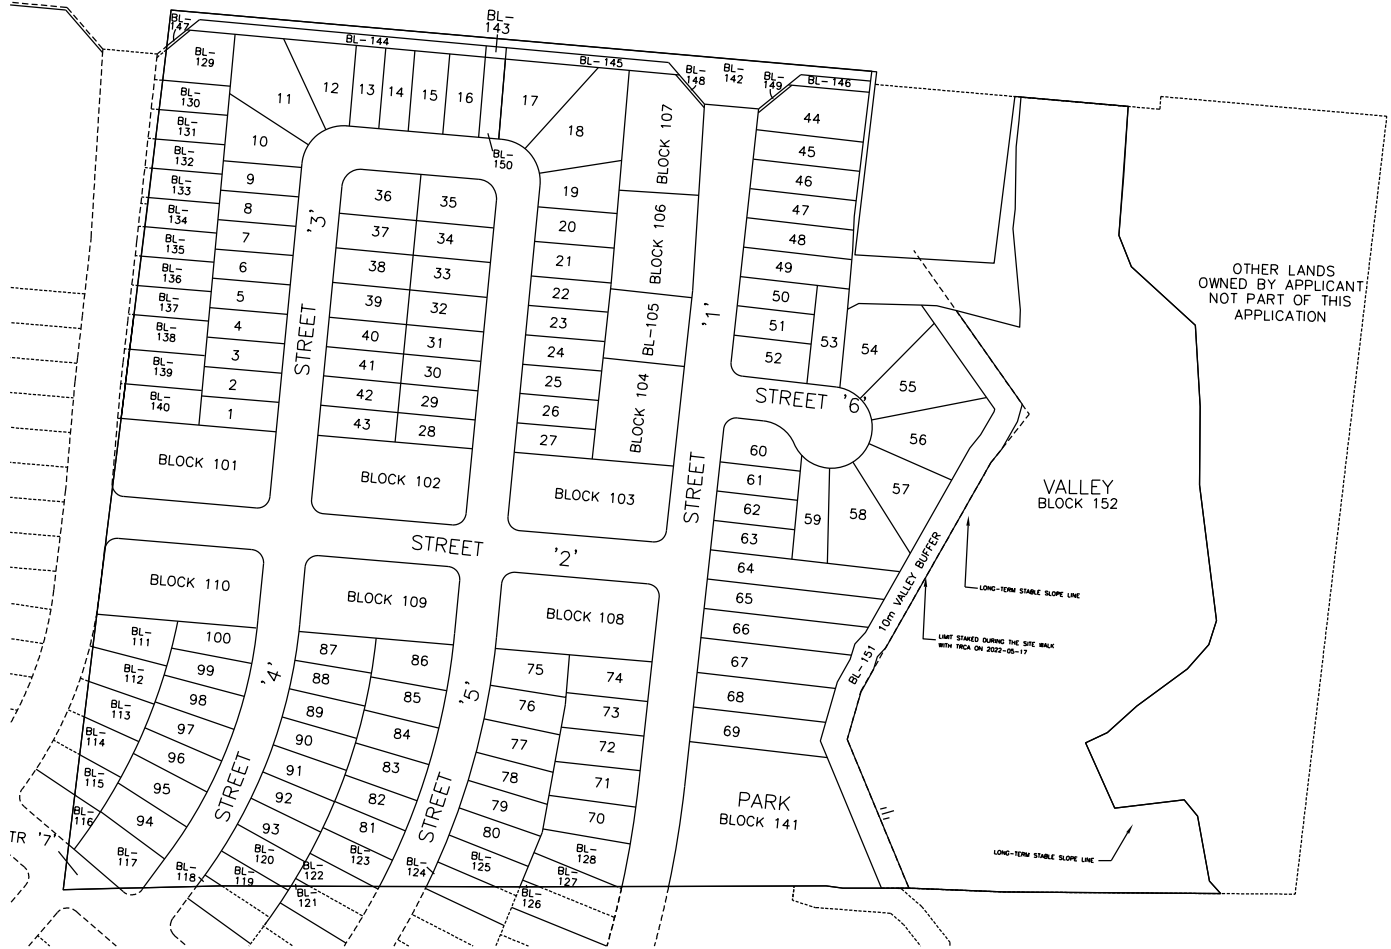 BL-
143
BL-
147
BL-144
BL-145
BL-
129
BL-
148
BL-
142
BL-
149
BL-146
11
12
13
14
15
16
17
18
BL-
150
BLOCK 107
44
BL-
130
BL-
131
BL-
132
BL-
133
BL-
134
BL-
135
BL-
136
BL-
137
BL-
138
BL-
139
BL-
140
10
9
8
7
6
5
4
3
2
1
STREET '3'
36
35
37
34
38
33
39
32
40
31
41
30
42
29
43
28
19
20
21
22
23
24
25
26
27
BLOCK 106
BL-105
BLOCK 104
STREET '1'
45
46
47
48
49
50
51
52
53
54
55
56
57
58
59
STREET '6'
60
61
62
63
64
65
66
67
68
69
OTHER LANDS
OWNED BY APPLICANT
NOT PART OF THIS
APPLICATION
VALLEY
BLOCK 152
BLOCK 101
BLOCK 102
BLOCK 103
STREET '2'
BLOCK 110
BLOCK 109
BLOCK 108
BL-151 10m VALLEY BUFFER
LONG-TERM STABLE SLOPE LINE
LIMIT STAKED DURING THE SITE WALK
WITH TRCA ON 2022-05-17
BL-
111
BL-
112
BL-
113
BL-
114
BL-
115
BL-
116
BL-
117
100
99
98
97
96
95
94
STREET '4'
87
86
88
85
89
84
90
83
91
82
92
81
93
BL-
118
BL-
119
BL-
120
BL-
121
BL-
122
BL-
123
STREET '5'
BL-
124
75
74
76
73
77
72
78
71
79
70
80
BL-
125
BL-
126
BL-
127
BL-
128
PARK
BLOCK 141
LONG-TERM STABLE SLOPE LINE
TR '7'